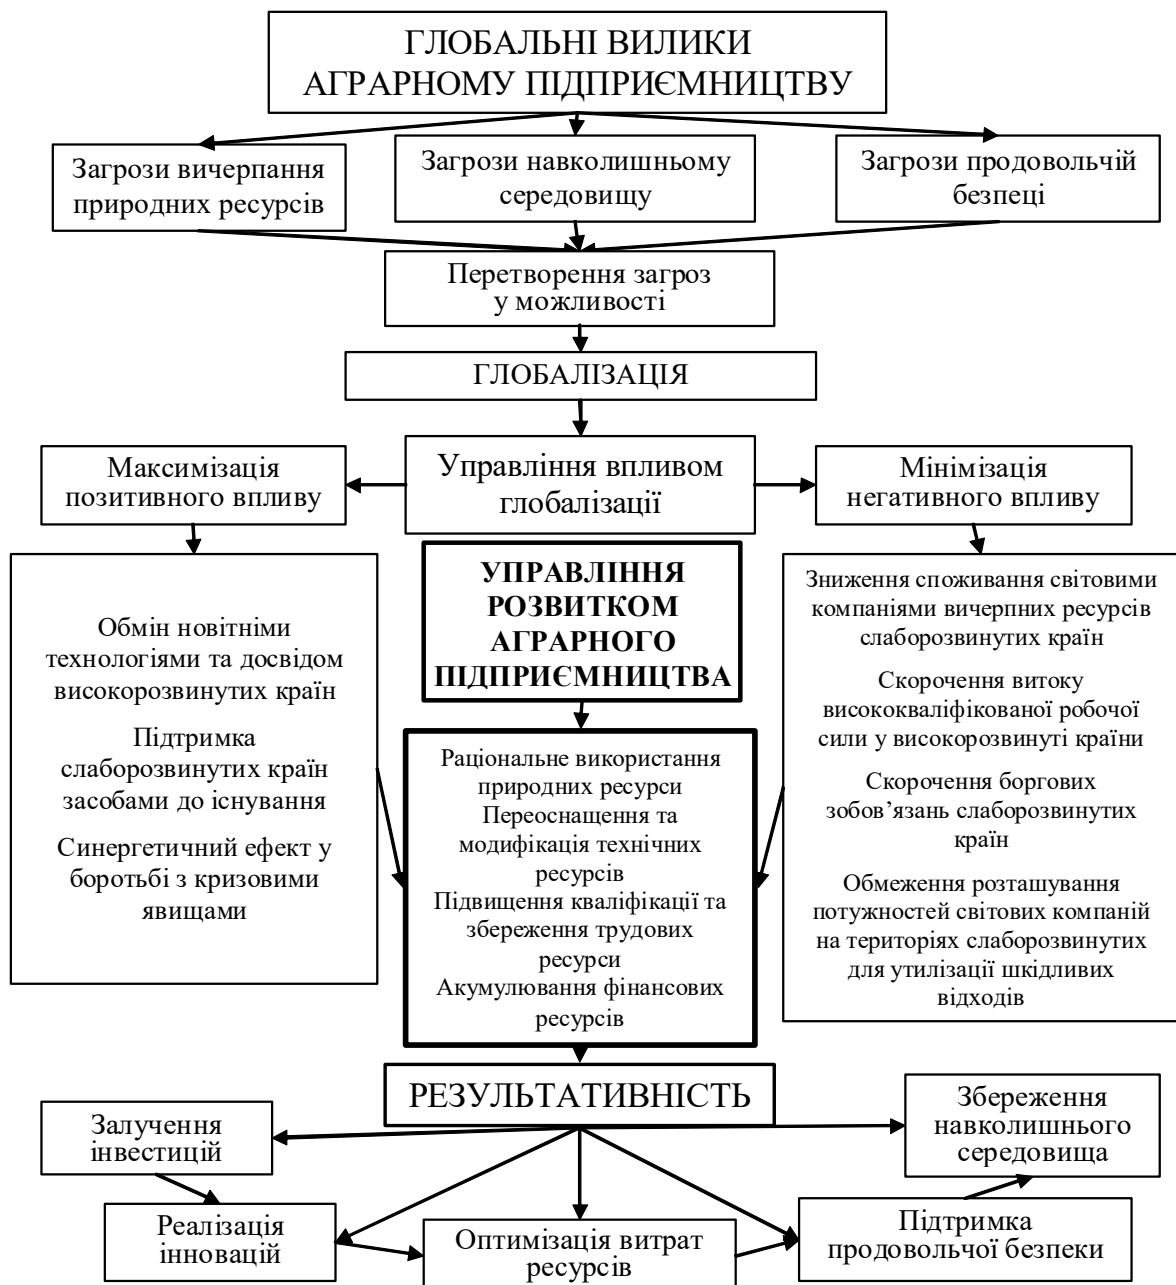 ГЛОБАЛЬНІ ВИЛИКИ
АГРАРНОМУ ПІДПРИЄМНИЦТВУ
Загрози вичерпання
природних ресурсів
Загрози навколишньому
середовищу
Загрози продовольчій
безпеці
Перетворення загроз
у можливості
ГЛОБАЛІЗАЦІЯ
Максимізація
позитивного впливу
Управління впливом
глобалізації
Мінімізація
негативного впливу
Обмін новітніми
технологіями та досвідом
високорозвинутих країн
Підтримка
слаборозвинутих країн
засобами до існування
Синергетичний ефект у
боротьбі з кризовими
явищами
УПРАВЛІННЯ
РОЗВИТКОМ
АГРАРНОГО
ПІДПРИЄМНИЦТВА
Раціональне використання
природних ресурси
Переоснащення та
модифікація технічних
ресурсів
Підвищення кваліфікації та
збереження трудових
ресурси
Акумулювання фінансових
ресурсів
Зниження споживання світовими
компаніями вичерпних ресурсів
слаборозвинутих країн
Скорочення витоку
висококваліфікованої робочої
сили у високорозвинуті країни
Скорочення боргових
зобов’язань слаборозвинутих
країн
Обмеження розташування
потужностей світових компаній
на територіях слаборозвинутих
для утилізації шкідливих
відходів
РЕЗУЛЬТАТИВНІСТЬ
Залучення
інвестицій
Збереження
навколишнього
середовища
Реалізація
інновацій
Оптимізація витрат
ресурсів
Підтримка
продовольчої безпеки